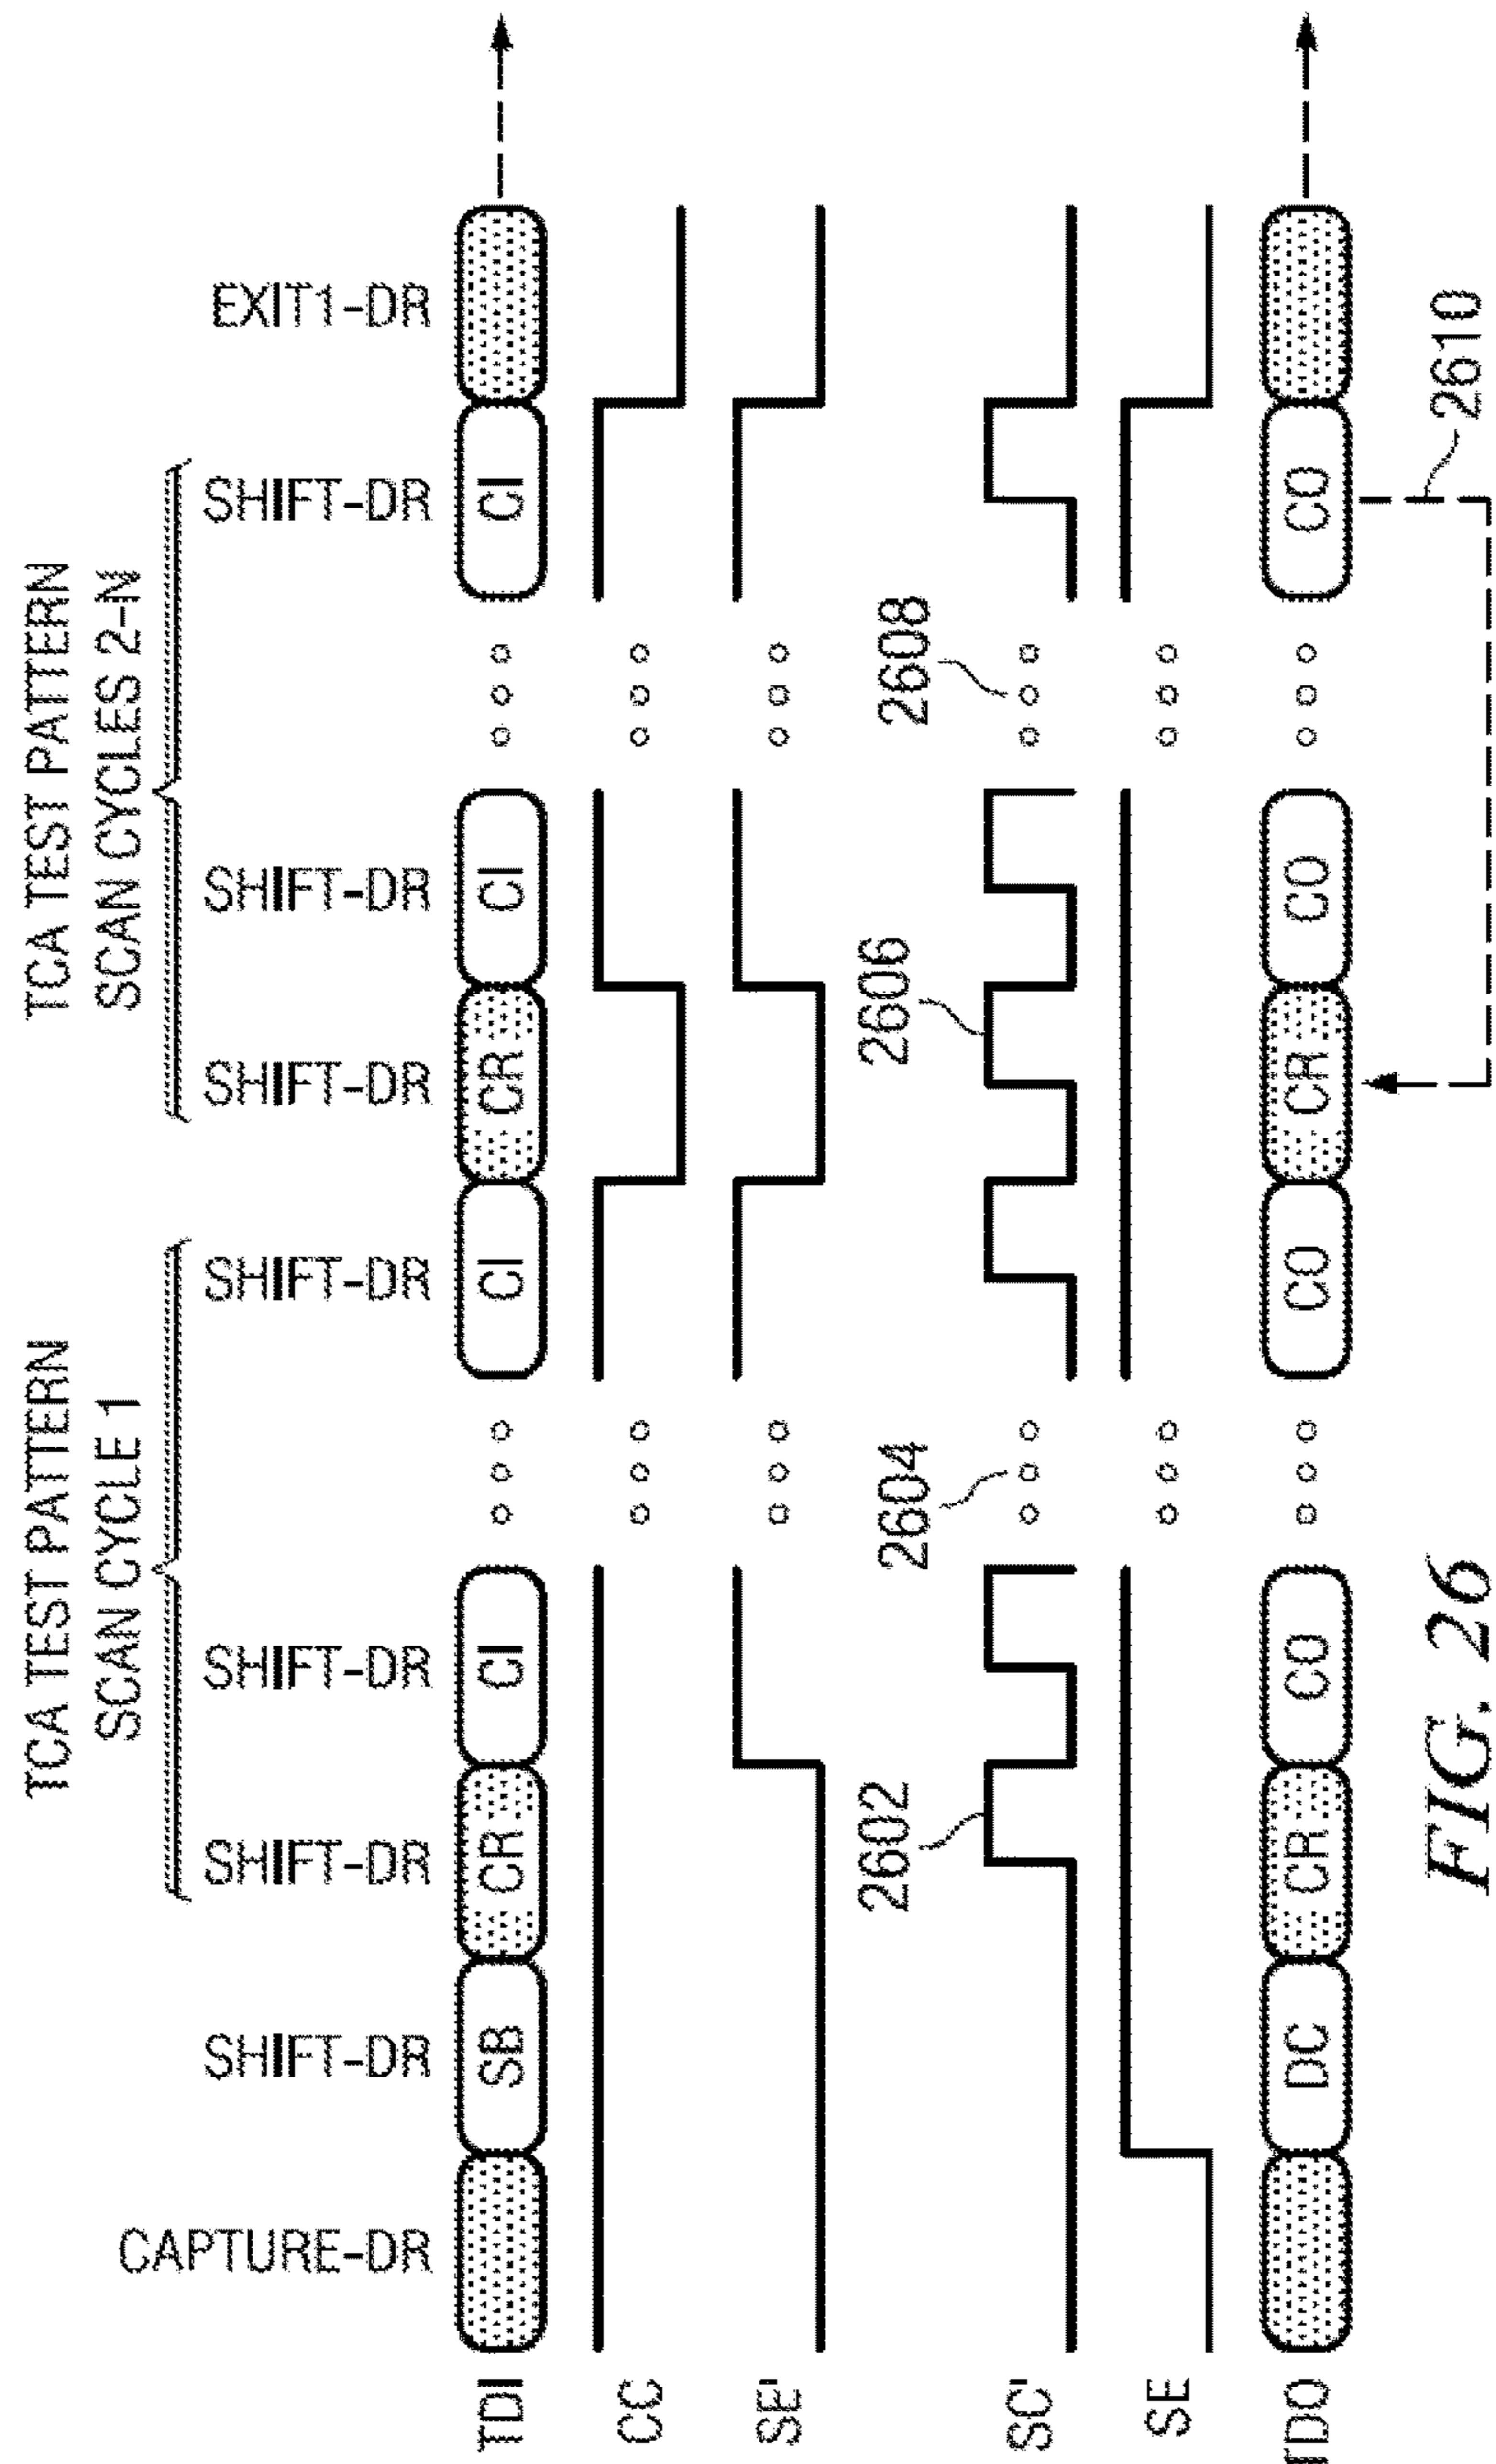 TCA TEST PATTERN
SCAN CYCLE 1
TCA TEST PATTERN
SCAN CYCLES 2-N
CAPTURE-DR
SHIFT-DR
SHIFT-DR
SHIFT-DR
SHIFT-DR
SHIFT-DR
SHIFT-DR
SHIFT-DR
EXIT1-DR
TDI
SB
CR
CI
CI
CR
CI
CI
CC
SE'
2602
2604
2606
2608
SC'
SE
TDO
DC
CR
CO
CO
CR
CO
CO
2610
FIG. 26